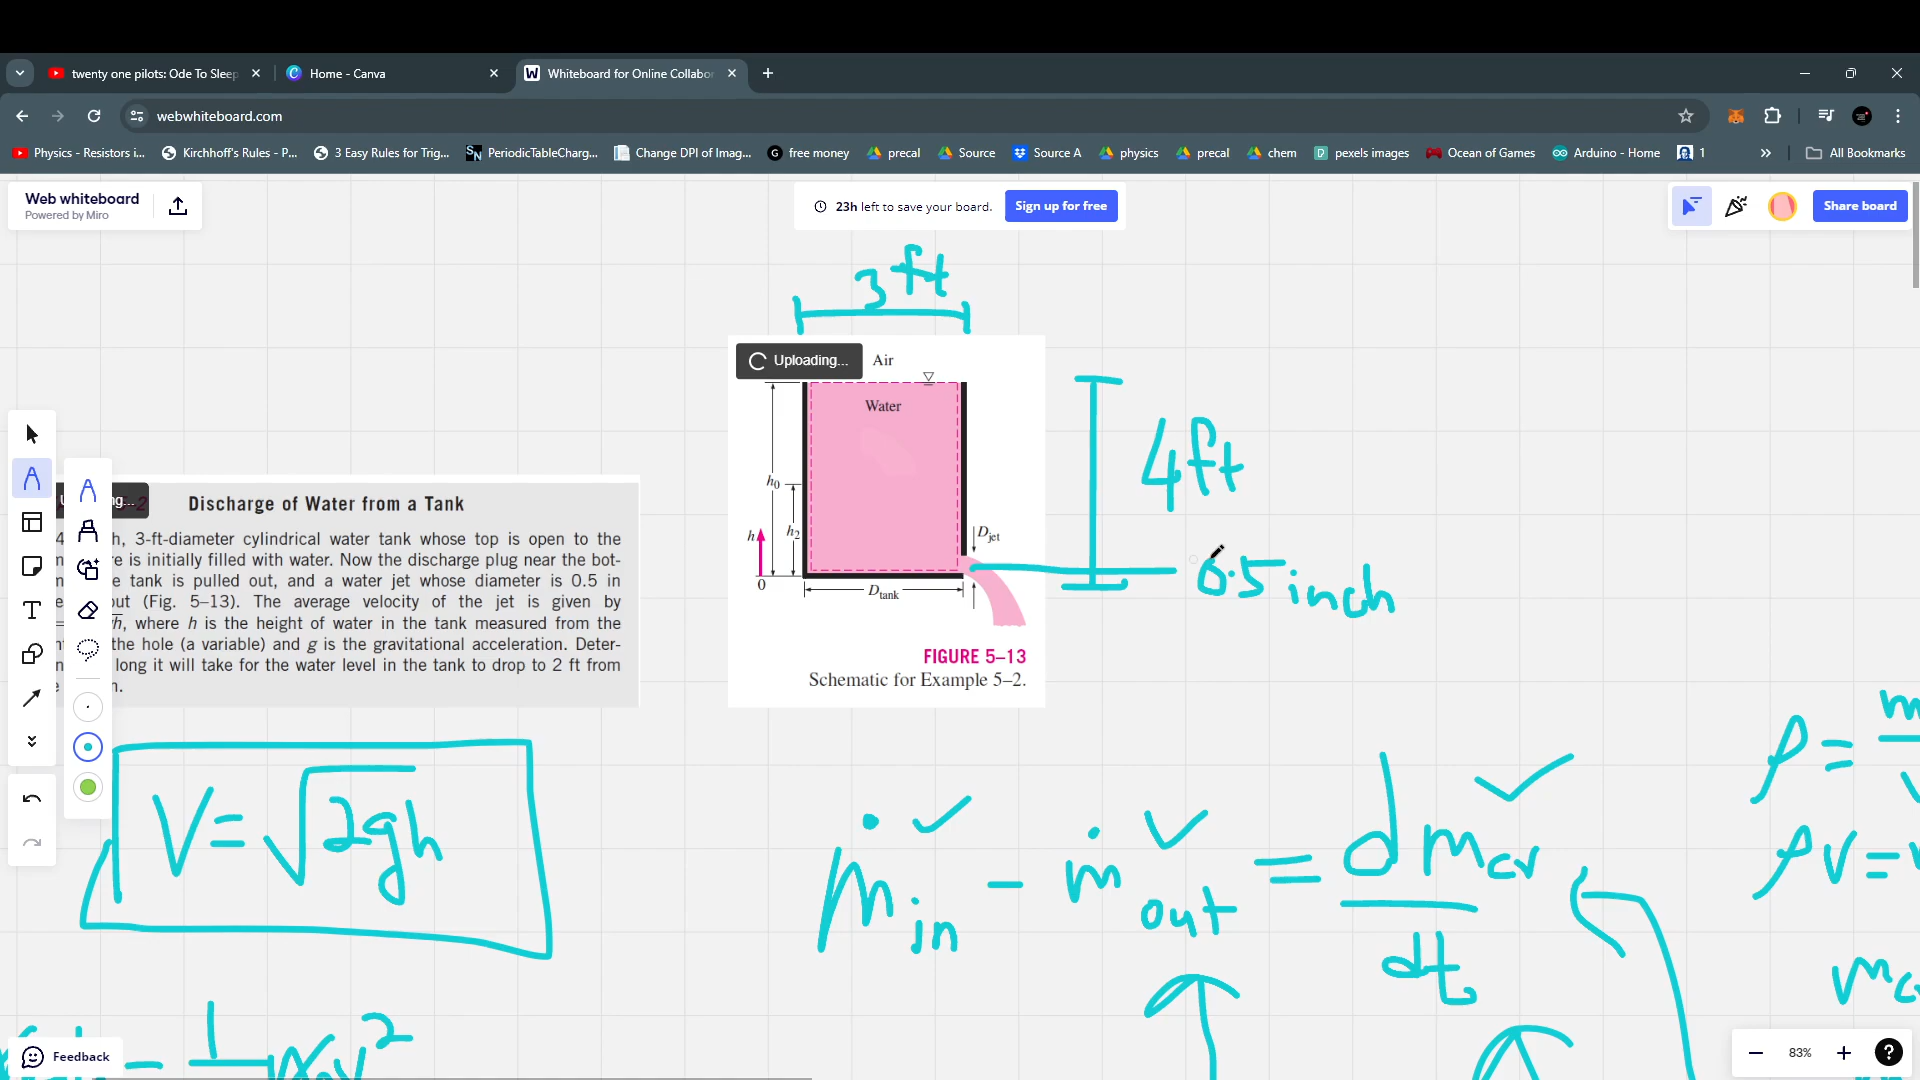 twenty one pilots: Ode To Sleep
Home - Canva
Whiteboard for Online Collabor
webwhiteboard.com
Physics - Resistors i...
Kirchhoff's Rules - P...
3 Easy Rules for Trig...
PeriodicTableCharg...
Change DPI of Imag...
free money
precal
Source
Source A
physics
precal
chem
pexels images
Ocean of Games
Arduino - Home
1
All Bookmarks
Web whiteboard
Powered by Miro
23h left to save your board.
Sign up for free
Share board
3 ft
Uploading...
Air
Water
h0
h2
h
0
Djet
Dtank
4ft
0.5 inch
FIGURE 5–13
Schematic for Example 5–2.
Discharge of Water from a Tank
h, 3-ft-diameter cylindrical water tank whose top is open to the
e is initially filled with water. Now the discharge plug near the bot-
e tank is pulled out, and a water jet whose diameter is 0.5 in
out (Fig. 5–13). The average velocity of the jet is given by
h, where h is the height of water in the tank measured from the
the hole (a variable) and g is the gravitational acceleration. Deter-
long it will take for the water level in the tank to drop to 2 ft from
V = √2gh
ṁ in - ṁ out = dmcv
dt
ρ = m
ρV =
mc
= 1 mv²
Feedback
83%